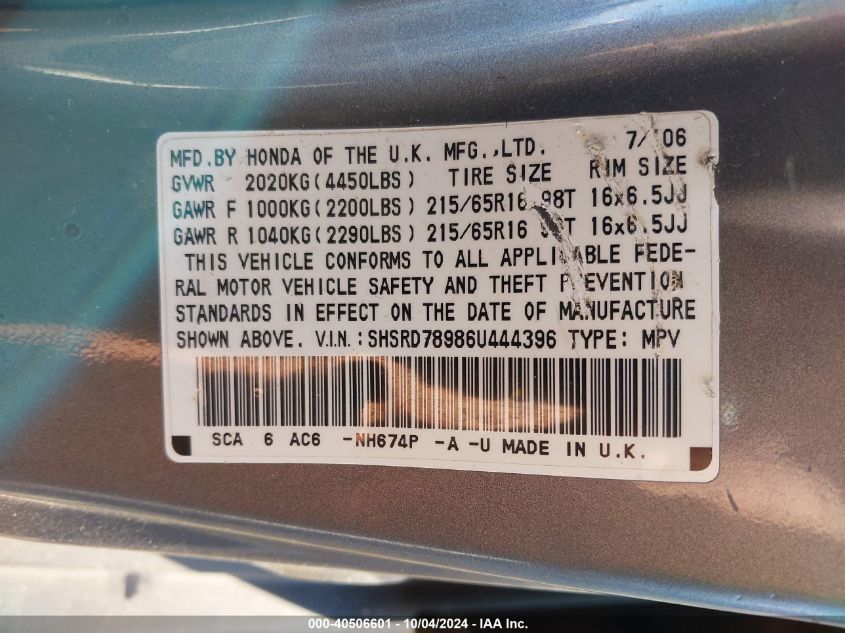 MFD.BY HONDA OF THE U.K. MFG.,LTD. 7/ 06
GVWR 2020KG(4450LBS) TIRE SIZE RIM SIZE
GAWR F 1000KG(2200LBS) 215/65R16 98T 16x6.5JJ
GAWR R 1040KG(2290LBS) 215/65R16 16x6.5JJ
THIS VEHICLE CONFORMS TO ALL APPLICABLE FEDE-
RAL MOTOR VEHICLE SAFETY AND THEFT PREVENTION
STANDARDS IN EFFECT ON THE DATE OF MANUFACTURE
SHOWN ABOVE. V.I.N.:SHSRD78986U444396 TYPE: MPV
SCA 6 AC6 -NH674P -A -U MADE IN U.K.
000-40506601 - 10/04/2024 - IAA Inc.